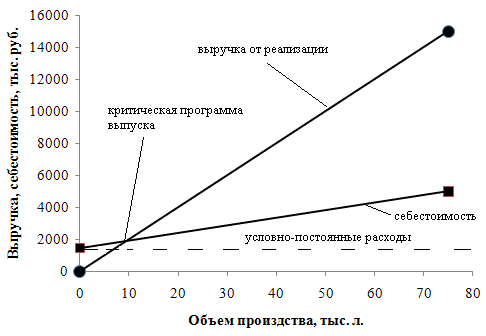 Выручка, себестоимость, тыс. руб.
16000
14000
12000
10000
8000
6000
4000
2000
0
выручка от реализации
критическая программа
выпуска
себестоимость
условно-постоянные расходы
0 10 20 30 40 50 60 70 80
Объем произдства, тыс. л.